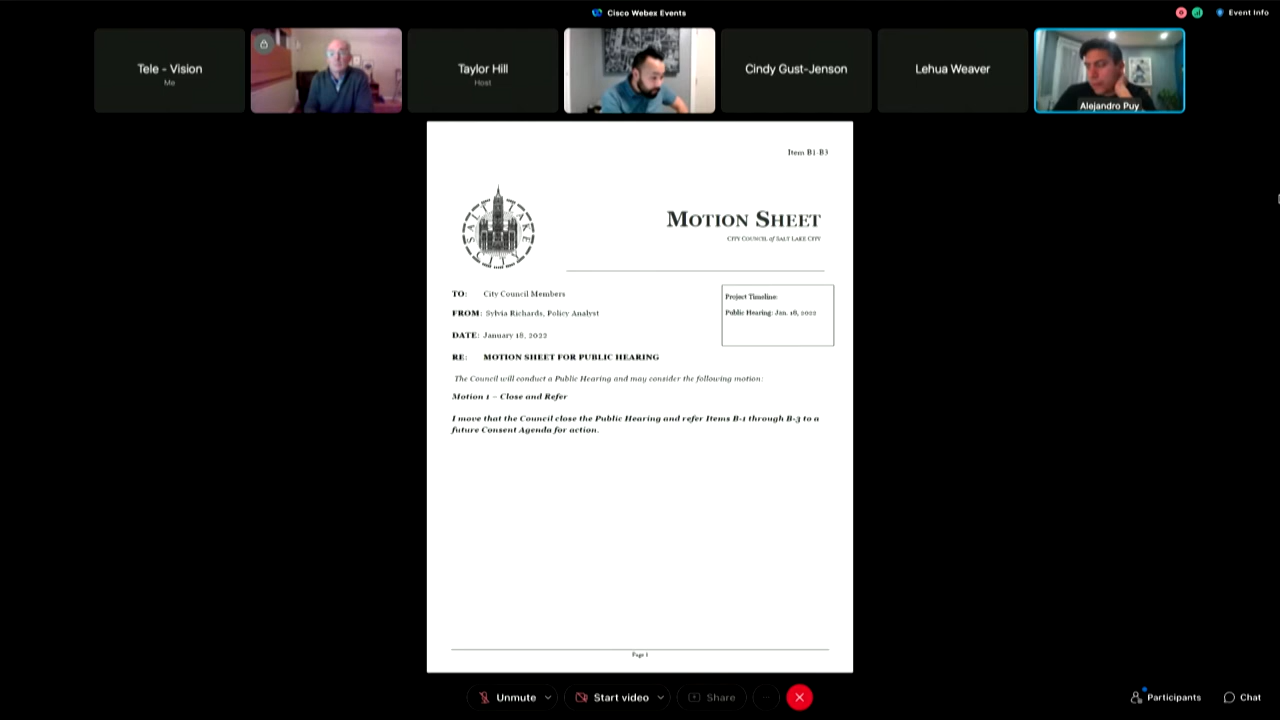 Cisco Webex Events
Event Info
Tele - Vision
Me
Taylor Hill
Host
Cindy Gust-Jenson
Lehua Weaver
Alejandro Puy
Item B1-B3
SALT LAKE CITY
MOTION SHEET
CITY COUNCIL of SALT LAKE CITY
TO: City Council Members
Project Timeline:
FROM: Sylvia Richards, Policy Analyst
Public Hearing: Jan. 18, 2022
DATE: January 18, 2022
RE: MOTION SHEET FOR PUBLIC HEARING
The Council will conduct a Public Hearing and may consider the following motion:
Motion 1 – Close and Refer
I move that the Council close the Public Hearing and refer Items B-1 through B-3 to a
future Consent Agenda for action.
Page 1
Unmute
Start video
Share
Participants
Chat